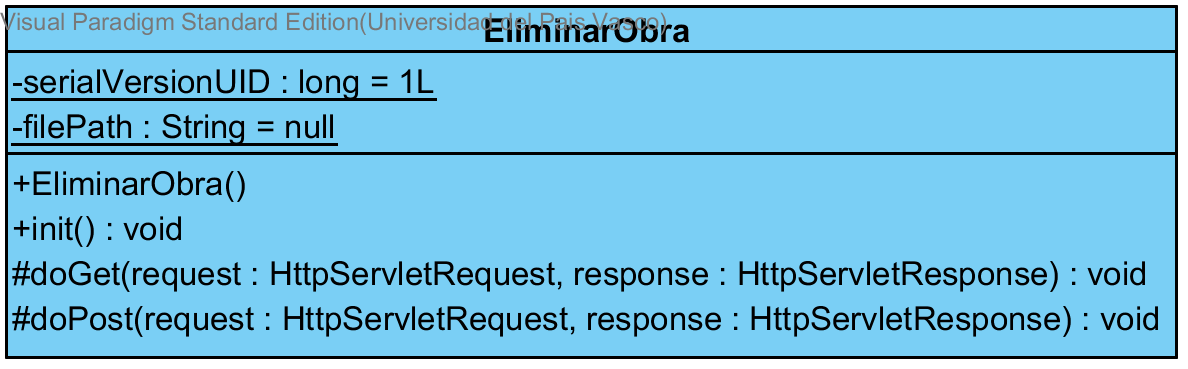 Visual Paradigm Standard Edition(Universidad del Pais Vasco)
EliminarObra
-serialVersionUID : long = 1L
-filePath : String = null
+EliminarObra()
+init() : void
#doGet(request : HttpServletRequest, response : HttpServletResponse) : void
#doPost(request : HttpServletRequest, response : HttpServletResponse) : void